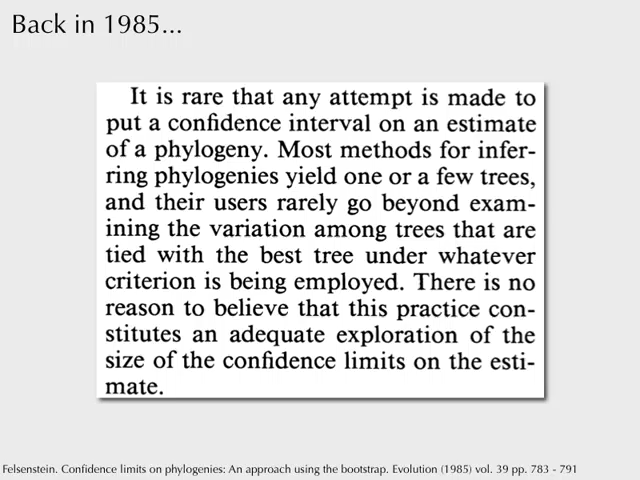 Back in 1985...
It is rare that any attempt is made to
put a confidence interval on an estimate
of a phylogeny. Most methods for infer-
ring phylogenies yield one or a few trees,
and their users rarely go beyond exam-
ining the variation among trees that are
tied with the best tree under whatever
criterion is being employed. There is no
reason to believe that this practice con-
stitutes an adequate exploration of the
size of the confidence limits on the esti-
mate.
Felsenstein. Confidence limits on phylogenies: An approach using the bootstrap. Evolution (1985) vol. 39 pp. 783 - 791